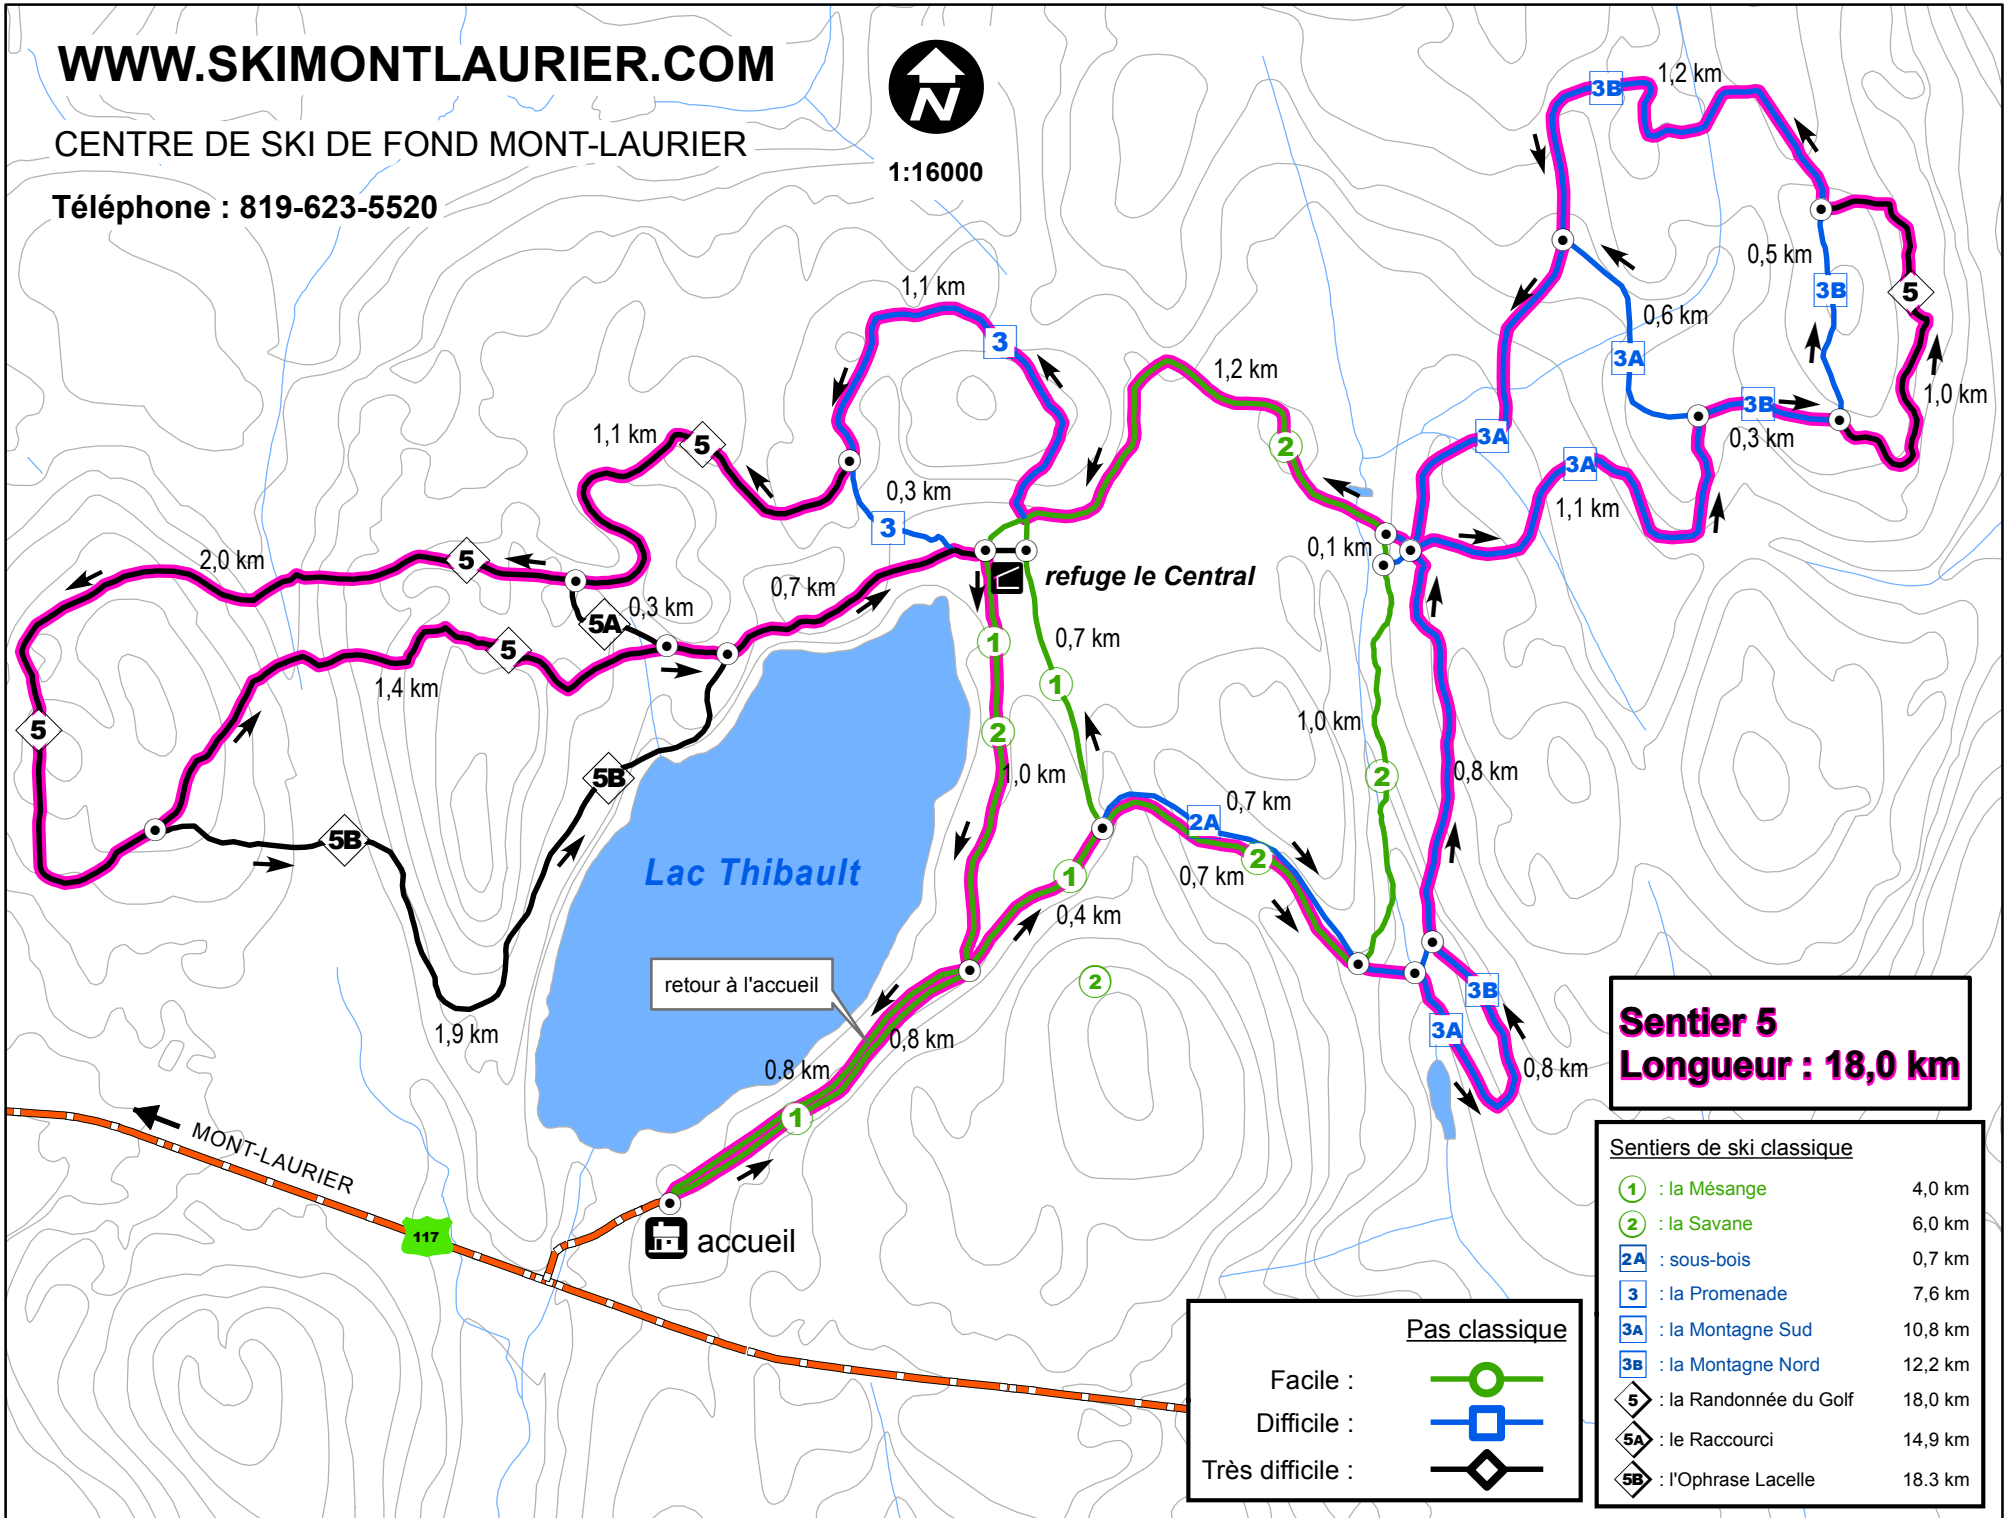 WWW.SKIMONTLAURIER.COM
CENTRE DE SKI DE FOND MONT-LAURIER
Téléphone : 819-623-5520
N
1:16000
3B
1,2 km
0,5 km
3B
5
1,0 km
0,6 km
3A
3B
0,3 km
3A
3A
1,1 km
1,1 km
3
1,2 km
2
1,1 km
5
0,3 km
3
0,1 km
2,0 km
5
0,7 km
refuge le Central
5A
0,3 km
5
1,4 km
5
1
0,7 km
1
2
1,0 km
1,0 km
2
0,8 km
5B
5B
1,9 km
Lac Thibault
2A
0,7 km
2
0,7 km
1
0,4 km
2
retour à l'accueil
0,8 km
0.8 km
1
3B
3A
0,8 km
MONT-LAURIER
117
accueil
Sentier 5
Longueur : 18,0 km
Sentiers de ski classique
1 : la Mésange 4,0 km
2 : la Savane 6,0 km
2A : sous-bois 0,7 km
3 : la Promenade 7,6 km
3A : la Montagne Sud 10,8 km
3B : la Montagne Nord 12,2 km
5 : la Randonnée du Golf 18,0 km
5A : le Raccourci 14,9 km
5B : l'Ophrase Lacelle 18.3 km
Pas classique
Facile :
Difficile :
Très difficile :